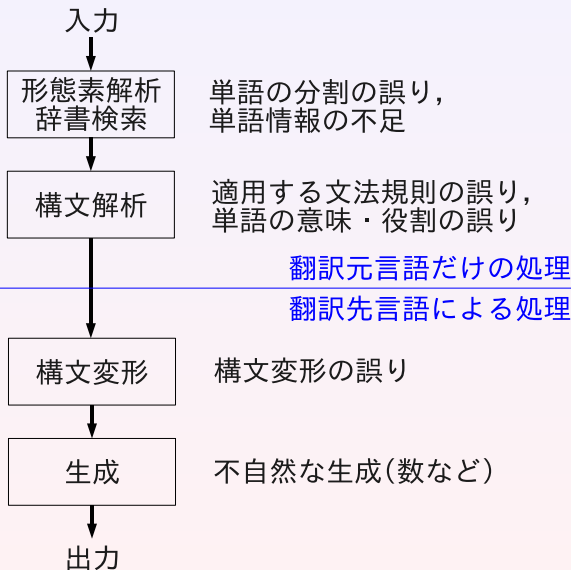 入力
形態素解析
辞書検索
単語の分割の誤り，
単語情報の不足
構文解析
適用する文法規則の誤り，
単語の意味・役割の誤り
翻訳元言語だけの処理
翻訳先言語による処理
構文変形
構文変形の誤り
生成
不自然な生成(数など)
出力